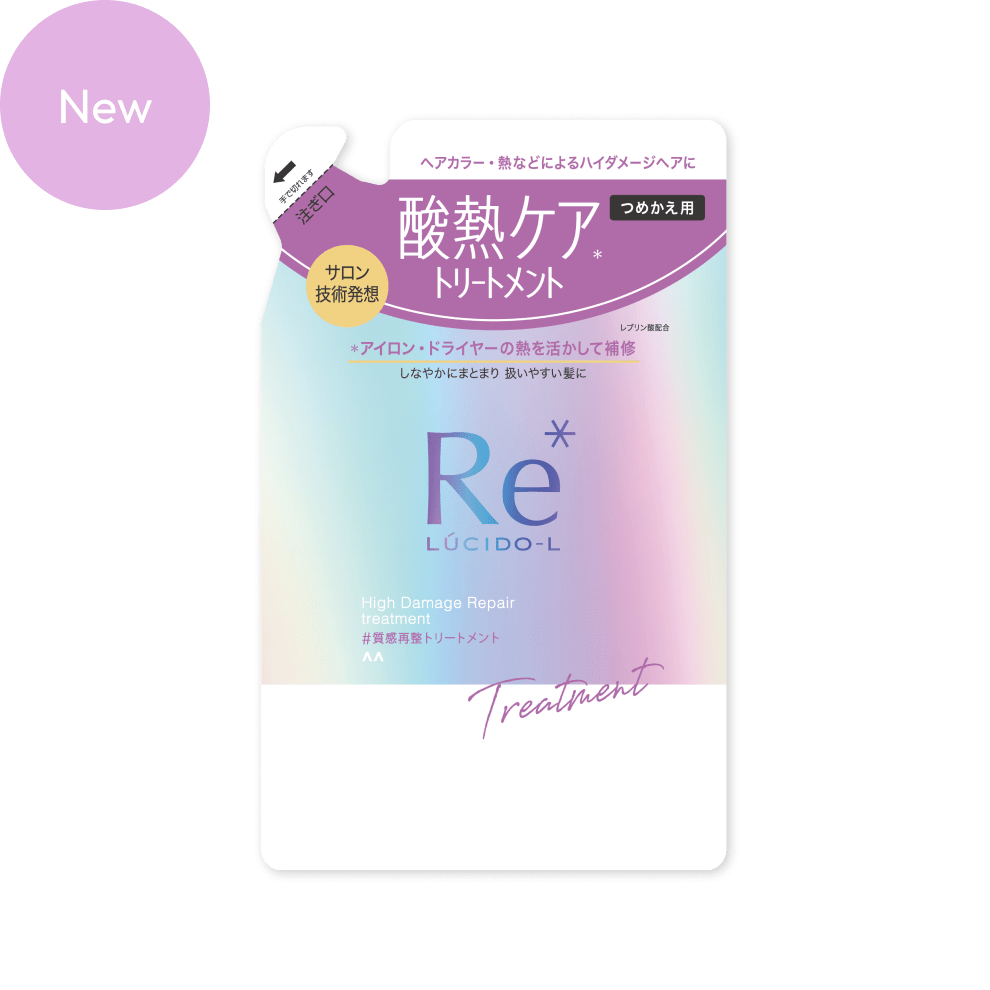 New
ヘアカラー・熱などによるハイダメージヘアに
手で切れます
注ぎ口
酸熱ケア*
つめかえ用
トリートメント
サロン
技術発想
レブリン酸配合
*アイロン・ドライヤーの熱を活かして補修
しなやかにまとまり 扱いやすい髪に
Re*
LÚCIDO-L
High Damage Repair
treatment
#質感再整トリートメント
^^
Treatment